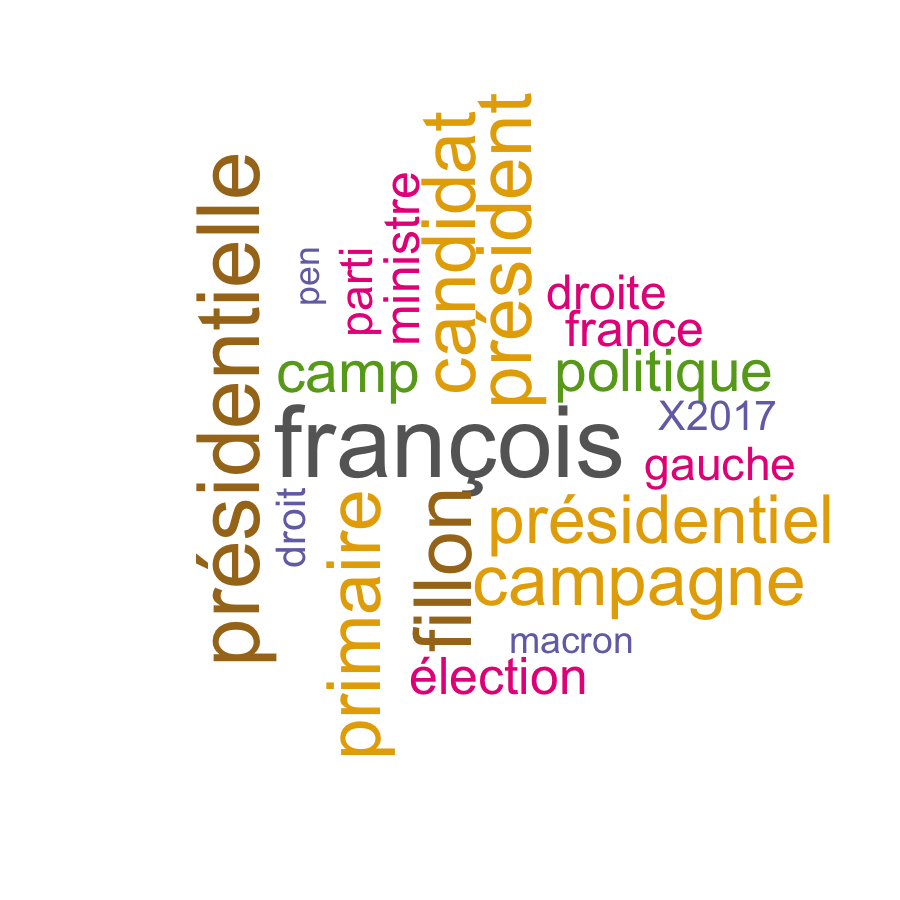 présidentielle
pen
parti
ministre
candidat
président
droite
france
camp
politique
X2017
françois
gauche
droit
primaire
fillon
présidentiel
campagne
macron
élection